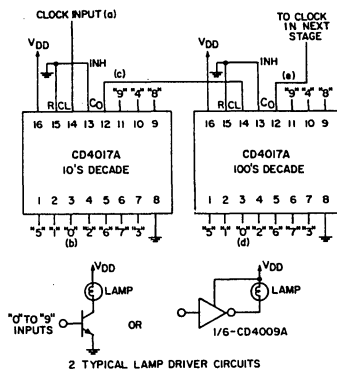 CLOCK INPUT (a)
TO CLOCK
IN NEXT
STAGE
VDD
INH
(c)
VDD
INH
(e)
R CL CO "9" "4" "8"
R CL CO "9" "4" "8"
16 15 14 13 12 11 10 9
16 15 14 13 12 11 10 9
CD4017A
10'S DECADE
CD4017A
100'S DECADE
1 2 3 4 5 6 7 8
1 2 3 4 5 6 7 8
"5" "1" "0" "2" "6" "7" "3"
"5" "1" "0" "2" "6" "7" "3"
(b)
(d)
VDD
LAMP
"0" TO "9"
INPUTS
OR
VDD
LAMP
1/6-CD4009A
2 TYPICAL LAMP DRIVER CIRCUITS